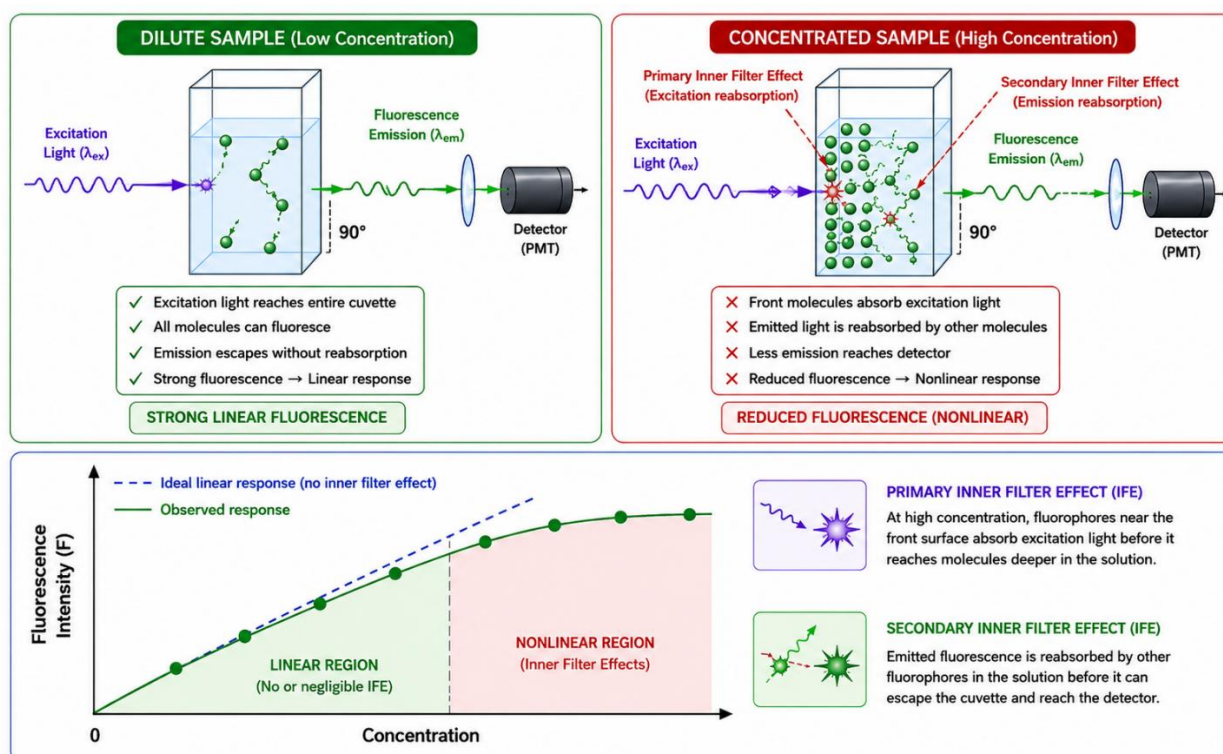 DILUTE SAMPLE (Low Concentration)
Excitation
Light (λex)
Fluorescence
Emission (λem)
90°
Detector
(PMT)
✓ Excitation light reaches entire cuvette
✓ All molecules can fluoresce
✓ Emission escapes without reabsorption
✓ Strong fluorescence → Linear response
STRONG LINEAR FLUORESCENCE
CONCENTRATED SAMPLE (High Concentration)
Primary Inner Filter Effect
(Excitation reabsorption)
Secondary Inner Filter Effect
(Emission reabsorption)
Excitation
Light (λex)
Fluorescence
Emission (λem)
90°
Detector
(PMT)
✗ Front molecules absorb excitation light
✗ Emitted light is reabsorbed by other molecules
✗ Less emission reaches detector
✗ Reduced fluorescence → Nonlinear response
REDUCED FLUORESCENCE (NONLINEAR)
Fluorescence
Intensity (F)
Ideal linear response (no inner filter effect)
Observed response
LINEAR REGION
(No or negligible IFE)
NONLINEAR REGION
(Inner Filter Effects)
0
Concentration
PRIMARY INNER FILTER EFFECT (IFE)
At high concentration, fluorophores near the
front surface absorb excitation light before it
reaches molecules deeper in the solution.
SECONDARY INNER FILTER EFFECT (IFE)
Emitted fluorescence is reabsorbed by other
fluorophores in the solution before it can
escape the cuvette and reach the detector.